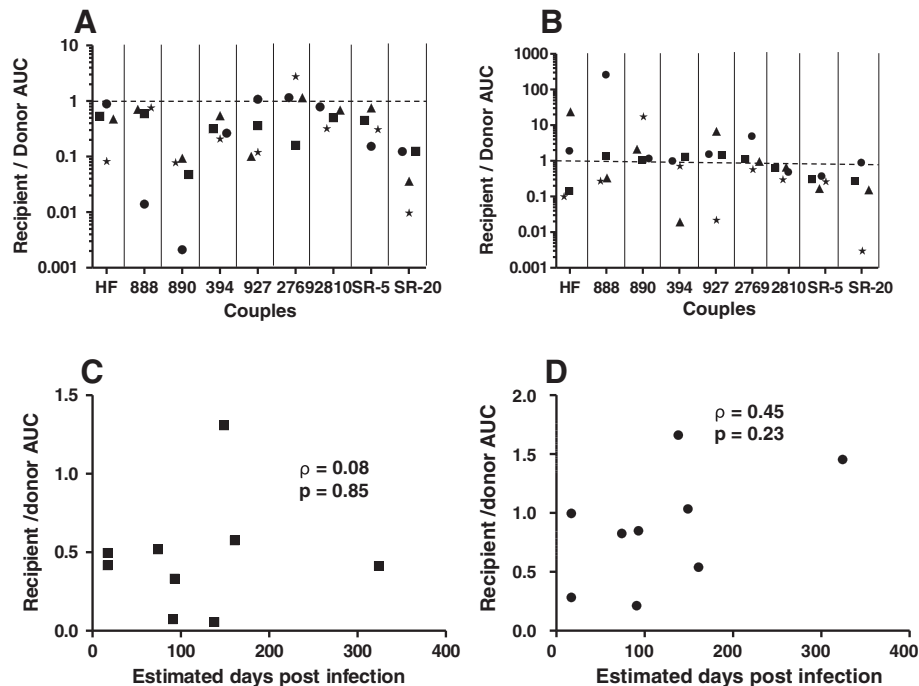 A
Recipient / Donor AUC
10
1
0.1
0.01
0.001
HF 888 890 394 927 2769 2810 SR-5 SR-20
Couples
B
Recipient / Donor AUC
1000
100
10
1
0.1
0.01
0.001
HF 888 890 394 927 2769 2810 SR-5 SR-20
Couples
C
Recipient /donor AUC
1.5
1.0
0.5
0.0
ρ = 0.08
p = 0.85
0 100 200 300 400
Estimated days post infection
D
Recipient/donor AUC
2.0
1.5
1.0
0.5
0.0
ρ = 0.45
p = 0.23
0 100 200 300 400
Estimated days post infection